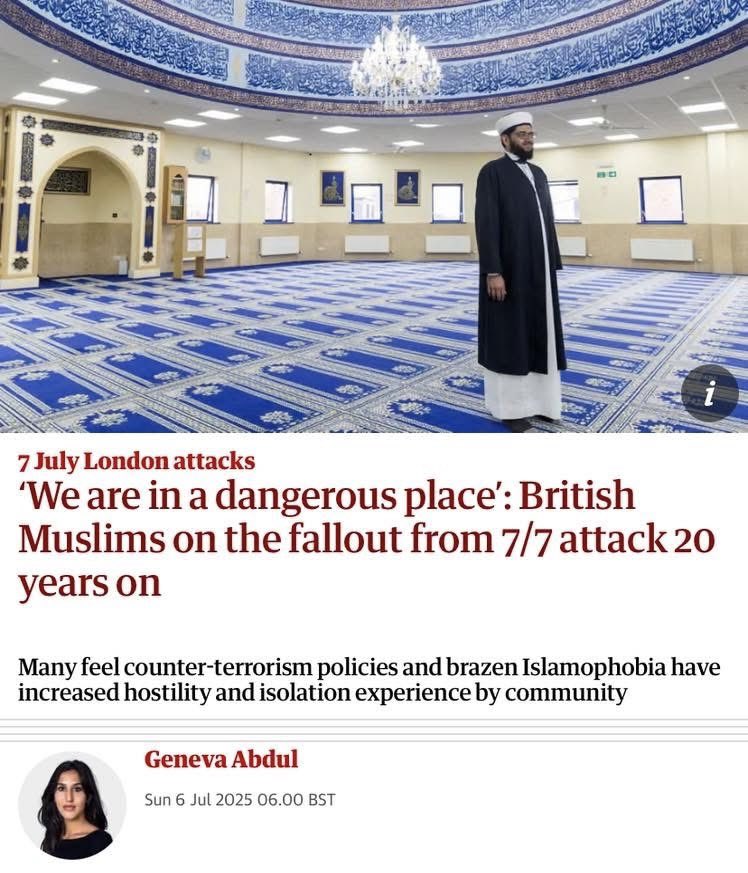 i
7 July London attacks
‘We are in a dangerous place’: British
Muslims on the fallout from 7/7 attack 20
years on
Many feel counter-terrorism policies and brazen Islamophobia have
increased hostility and isolation experience by community
Geneva Abdul
Sun 6 Jul 2025 06.00 BST